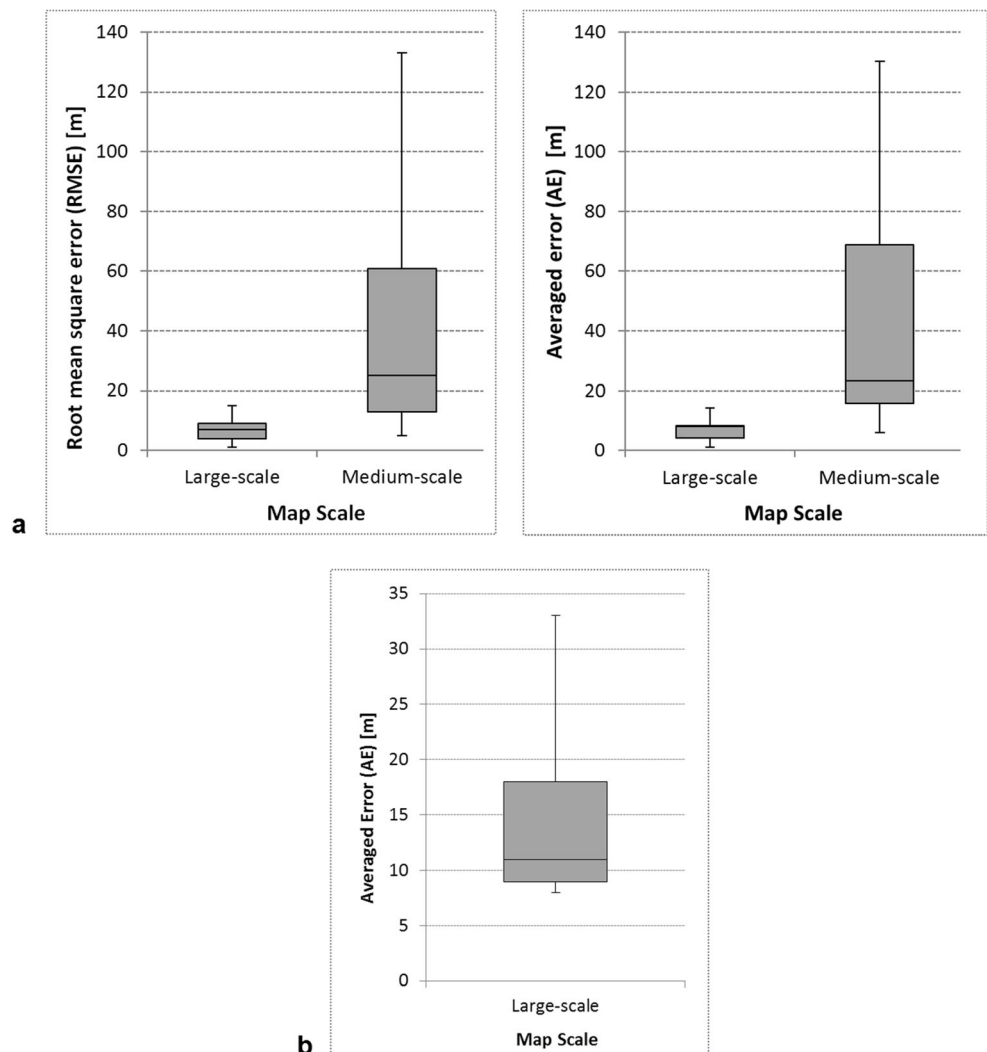 Root mean square error (RMSE) [m]
140
120
100
80
60
40
20
0
Large-scale Medium-scale
Map Scale
Averaged error (AE) [m]
140
120
100
80
60
40
20
0
Large-scale Medium-scale
Map Scale
a
Averaged Error (AE) [m]
35
30
25
20
15
10
5
0
Large-scale
Map Scale
b